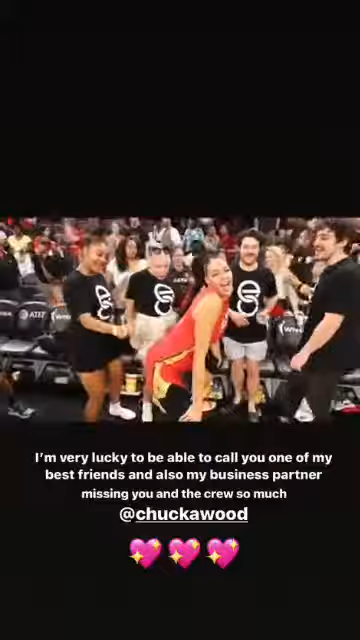 AT&T
I'm very lucky to be able to call you one of my
best friends and also my business partner
missing you and the crew so much
@chuckawood